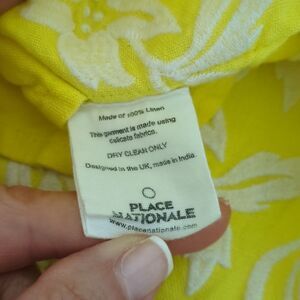 Made of 100% Linen
This garment is made using
delicate fabrics.
DRY CLEAN ONLY
Designed in the UK, made in India.
PLACE
NATIONALE
www.placenationale.com